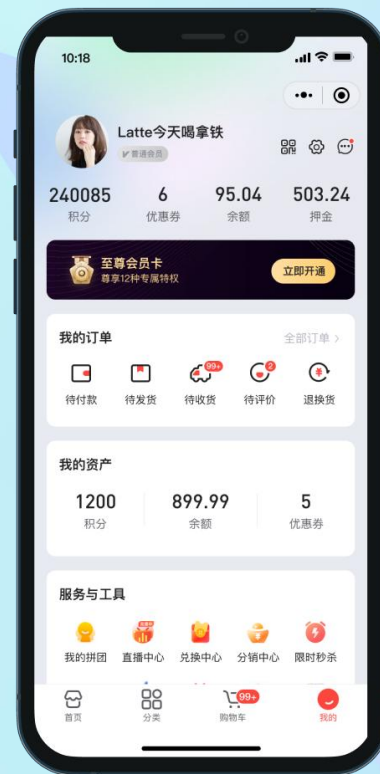 10:18
Latte今天喝拿铁
V 普通会员
240085 6 95.04 503.24
积分 优惠券 余额 押金
至尊会员卡
尊享12种专属特权
立即开通
我的订单 全部订单 >
99+ 2
待付款 待发货 待收货 待评价 退换货
我的资产
1200 899.99 5
积分 余额 优惠券
服务与工具
我的拼团 直播中心 兑换中心 分销中心 限时秒杀
99+
首页 分类 购物车 我的